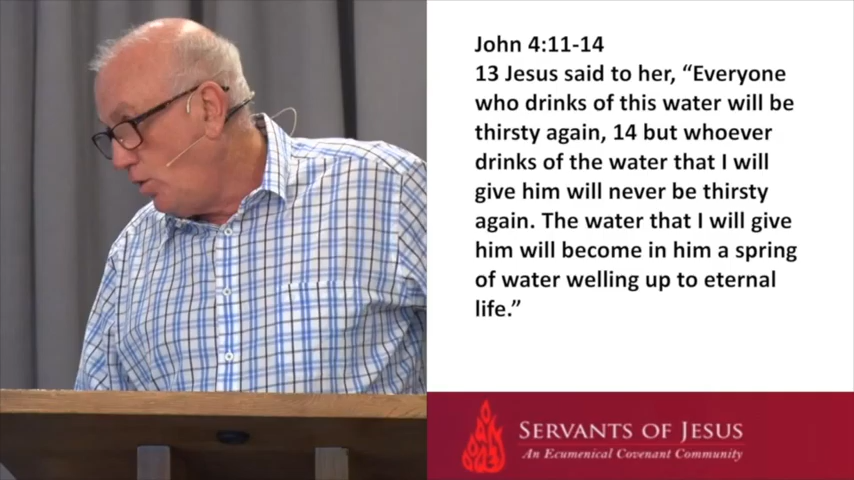 John 4:11-14
13 Jesus said to her, “Everyone
who drinks of this water will be
thirsty again, 14 but whoever
drinks of the water that I will
give him will never be thirsty
again. The water that I will give
him will become in him a spring
of water welling up to eternal
life.”
SERVANTS OF JESUS
An Ecumenical Covenant Community